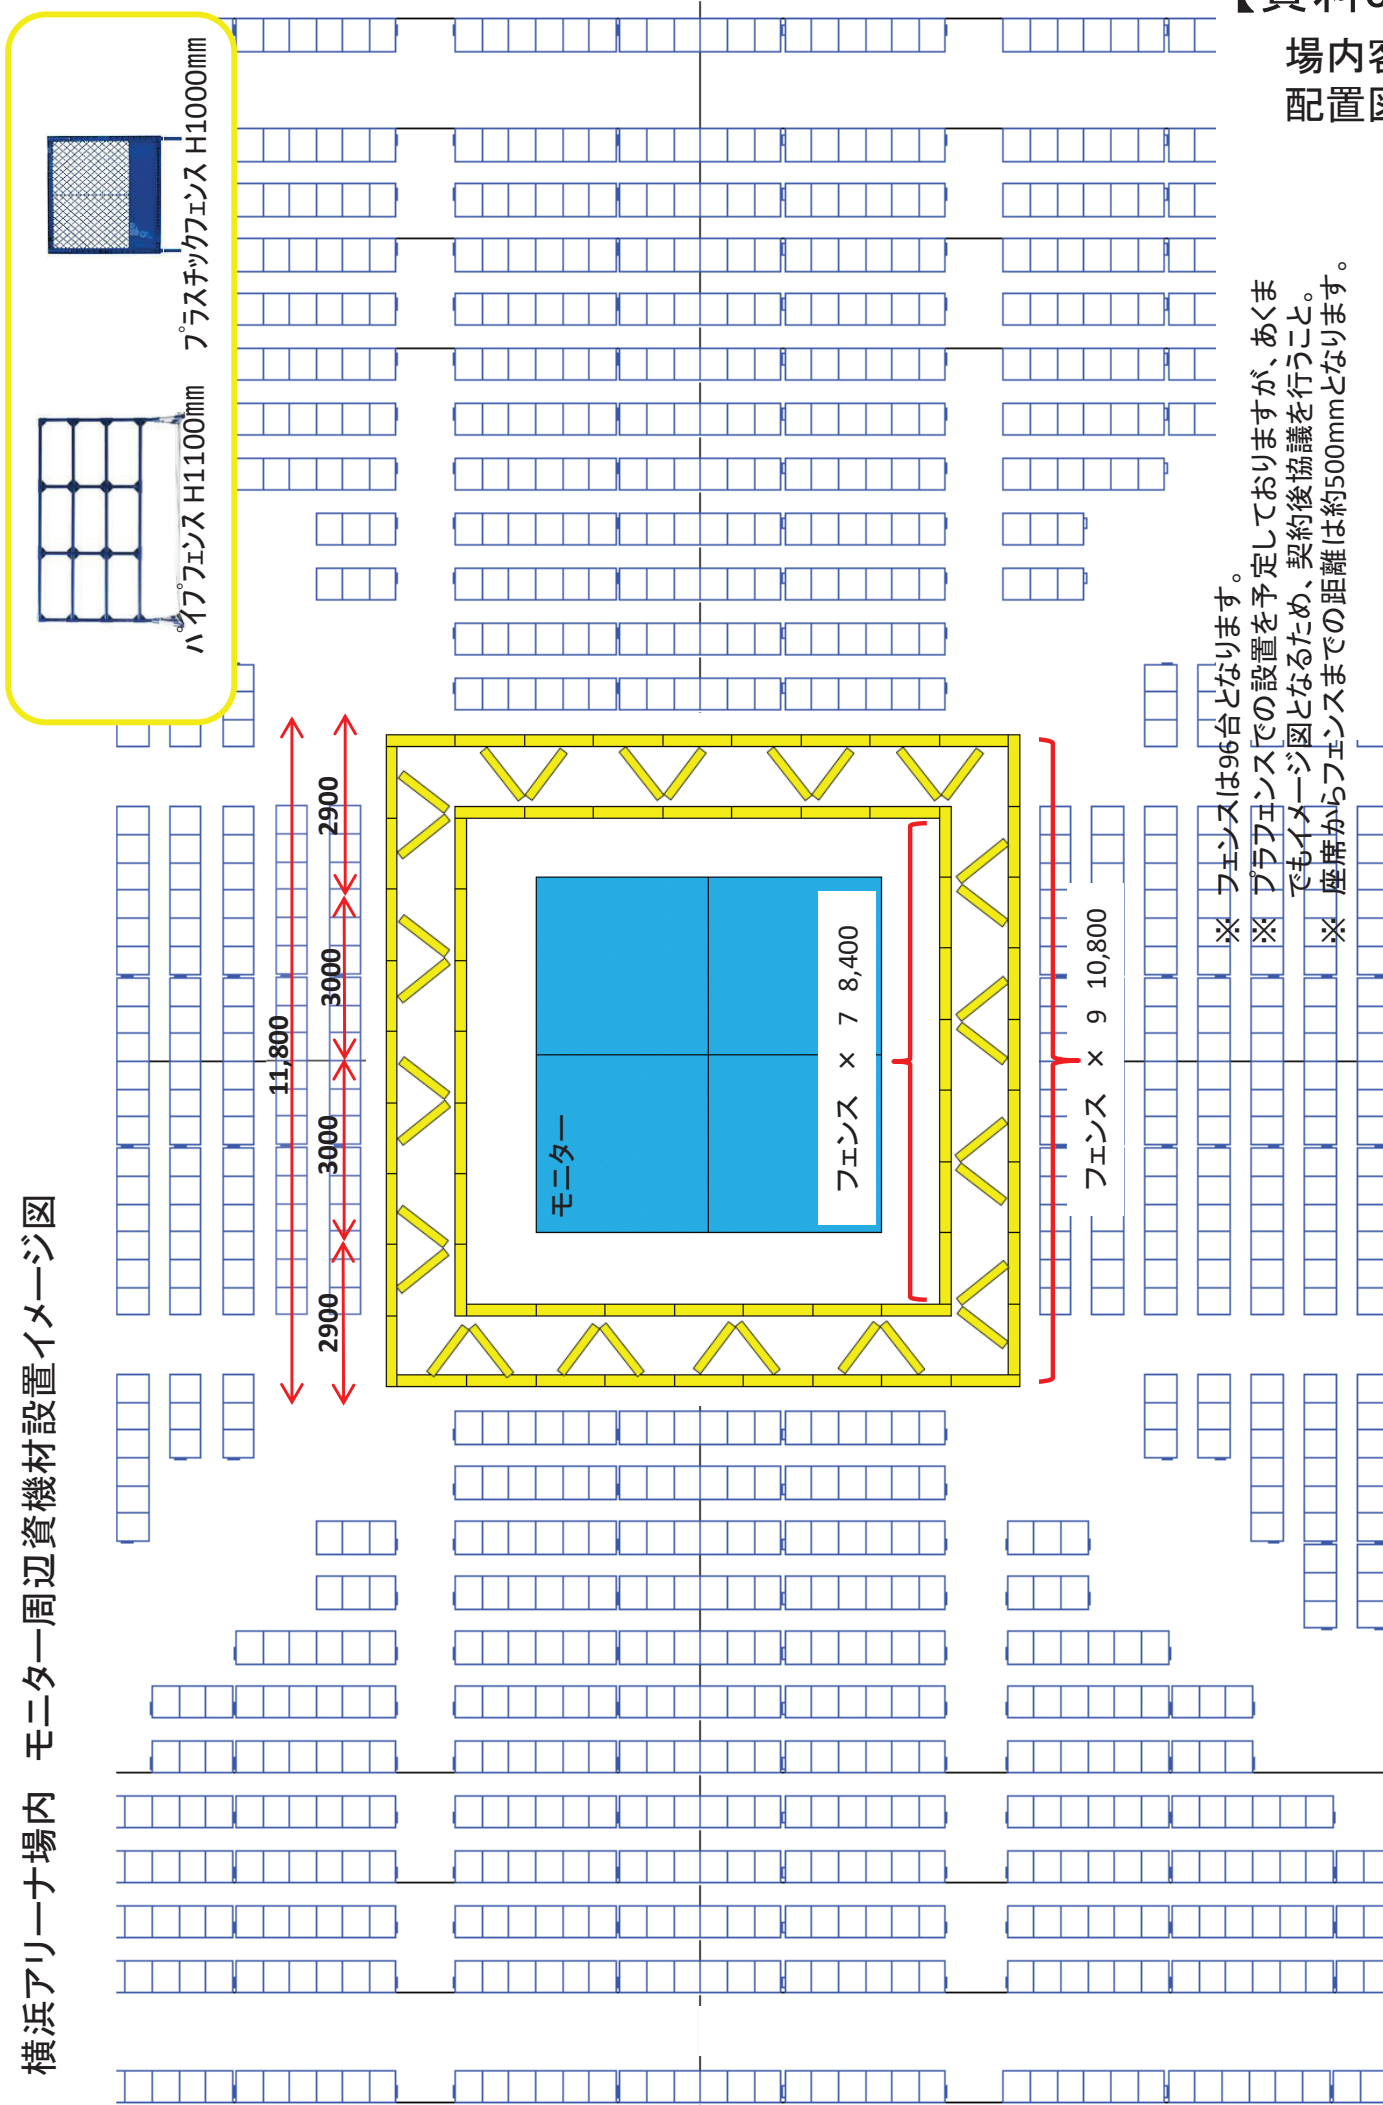 横浜アリーナ場内　モニター周辺資機材設置イメージ図
パイプフェンス H1100mm
プラスチックフェンス H1000mm
場内客
配置図
11,800
2900
3000
3000
2900
モニター
フェンス × 7 8,400
フェンス × 9 10,800
※ フェンスは96台となります。
※ プラフェンスでの設置を予定しておりますが、あくま
でもイメージ図となるため、契約後協議を行うこと。
※ 座席からフェンスまでの距離は約500mmとなります。